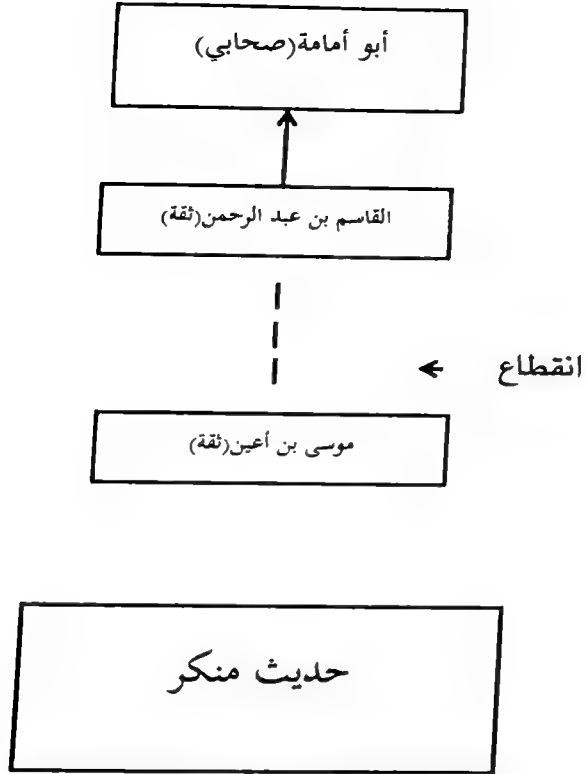 أبو أمامة(صحابي)
القاسم بن عبد الرحمن(ثقة)
انقطاع
موسى بن أعين(ثقة)
حديث منكر